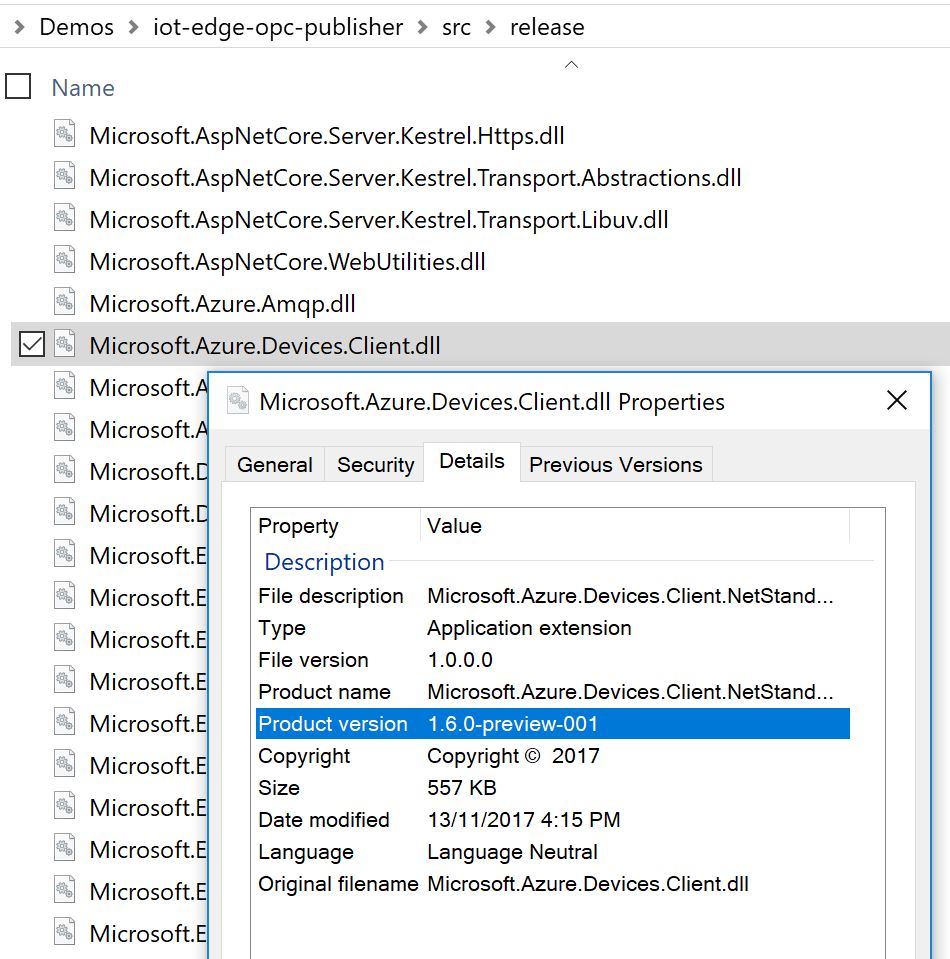 Demos > iot-edge-opc-publisher > src > release
Name
Microsoft.AspNetCore.Server.Kestrel.Https.dll
Microsoft.AspNetCore.Server.Kestrel.Transport.Abstractions.dll
Microsoft.AspNetCore.Server.Kestrel.Transport.Libuv.dll
Microsoft.AspNetCore.WebUtilities.dll
Microsoft.Azure.Amqp.dll
Microsoft.Azure.Devices.Client.dll
Microsoft.A
Microsoft.A
Microsoft.D
Microsoft.D
Microsoft.E
Microsoft.E
Microsoft.E
Microsoft.E
Microsoft.E
Microsoft.E
Microsoft.E
Microsoft.E
Microsoft.E
Microsoft.E
Microsoft.Azure.Devices.Client.dll Properties
General Security Details Previous Versions
Property Value
Description
File description Microsoft.Azure.Devices.Client.NetStand...
Type Application extension
File version 1.0.0.0
Product name Microsoft.Azure.Devices.Client.NetStand...
Product version 1.6.0-preview-001
Copyright Copyright © 2017
Size 557 KB
Date modified 13/11/2017 4:15 PM
Language Language Neutral
Original filename Microsoft.Azure.Devices.Client.dll